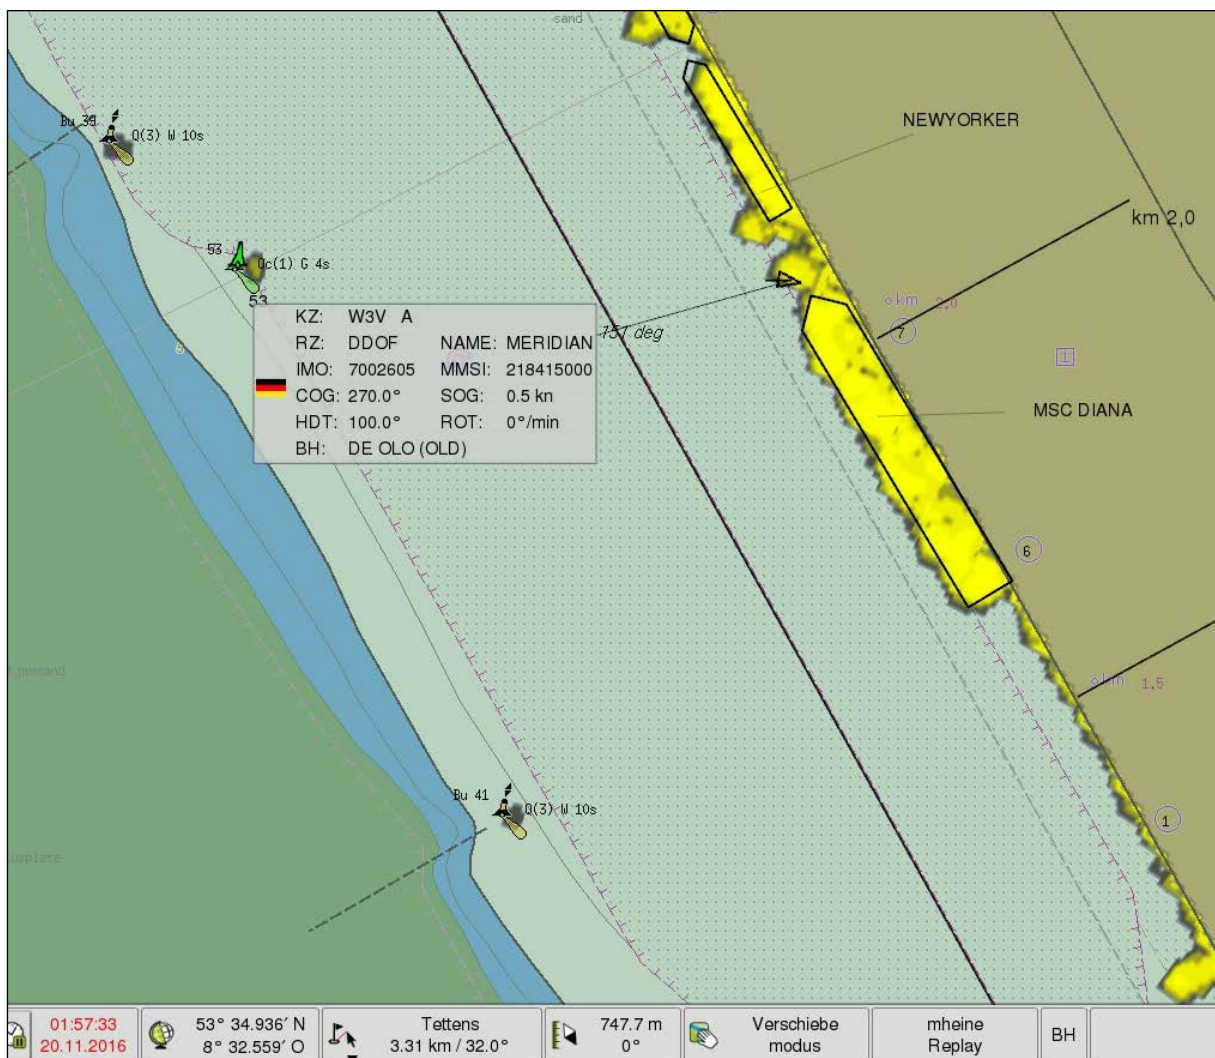 sand
Bu 39
Q(3) W 10s
NEWYORKER
km 2,0
53
Oc(1) G 4s
53
km 2.0
7
1
151 deg
KZ: W3V A
RZ: DDOF NAME: MERIDIAN
IMO: 7002605 MMSI: 218415000
COG: 270.0° SOG: 0.5 kn
HDT: 100.0° ROT: 0°/min
BH: DE OLO (OLD)
5
MSC DIANA
6
km 1.5
Bu 41
Q(3) W 10s
1
01:57:33
20.11.2016
53° 34.936' N
8° 32.559' O
Tettens
3.31 km / 32.0°
747.7 m
0°
Verschiebe
modus
mheine
Replay
BH